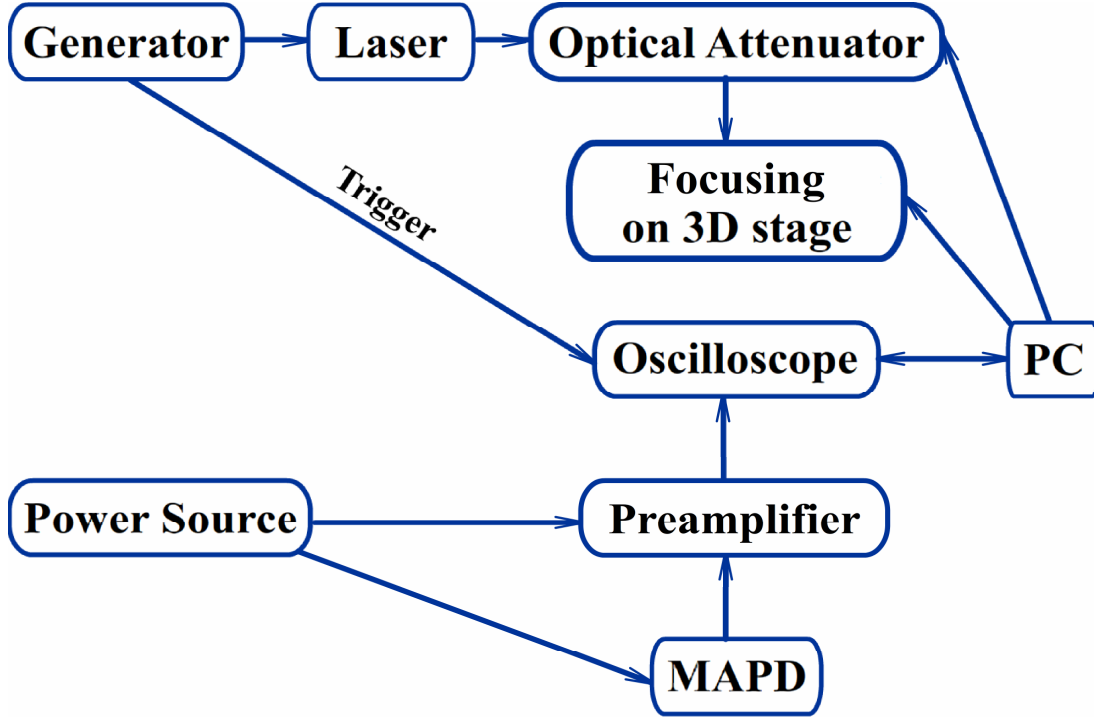 Generator
Laser
Optical Attenuator
Trigger
Focusing
on 3D stage
Oscilloscope
PC
Power Source
Preamplifier
MAPD